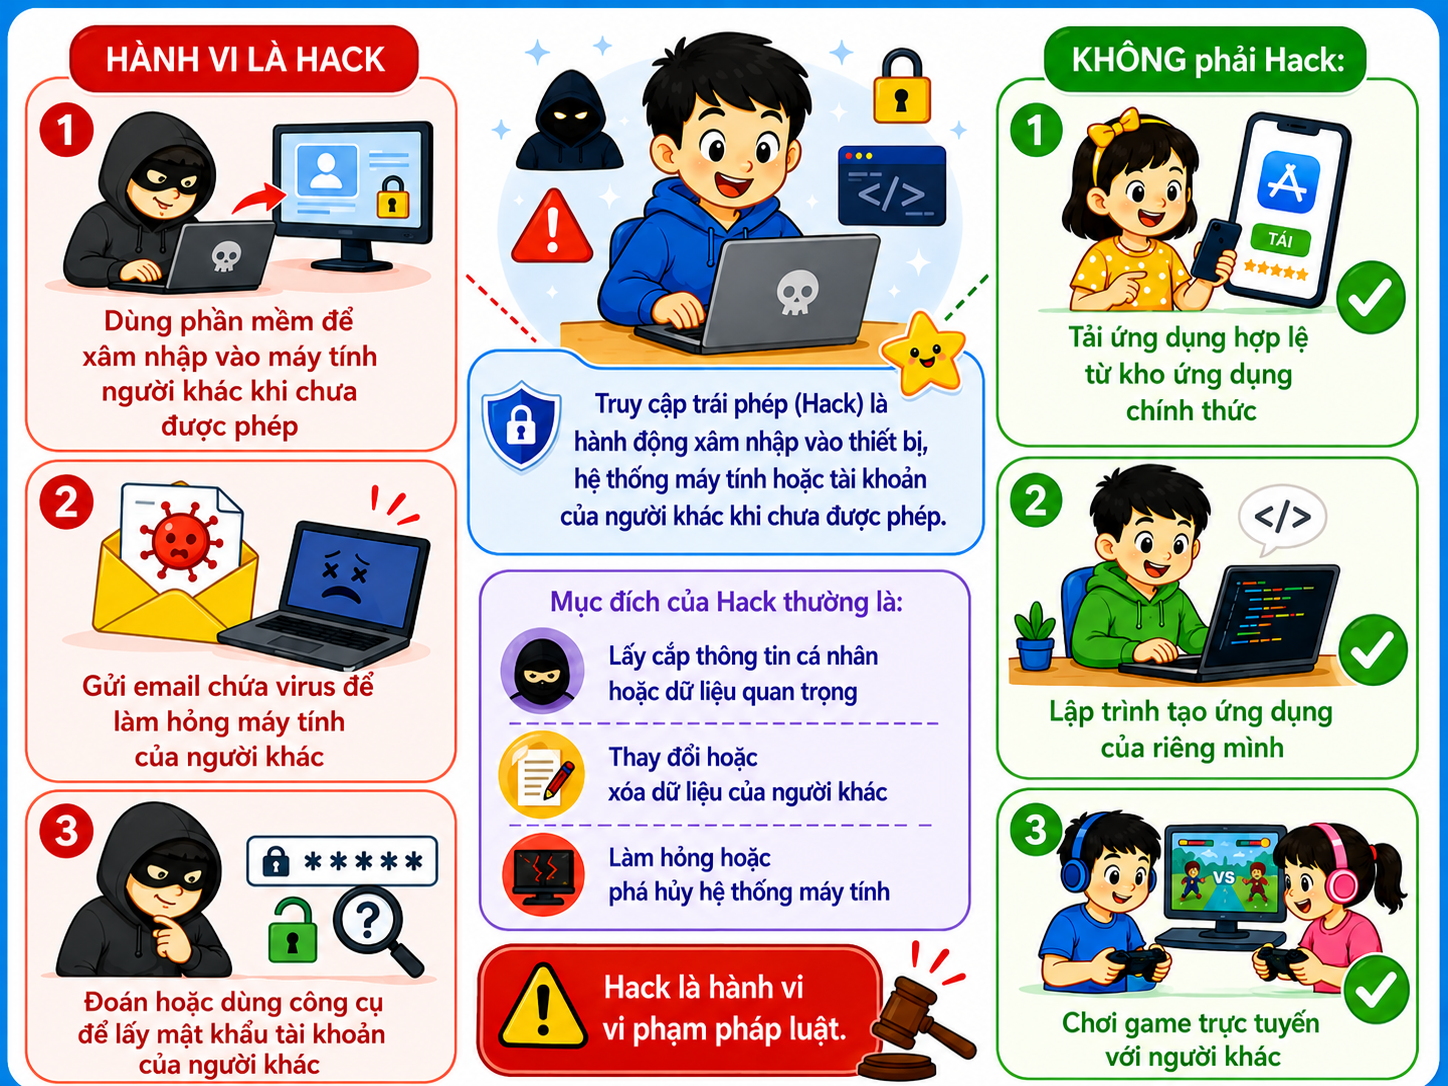 HÀNH VI LÀ HACK
1
Dùng phần mềm để
xâm nhập vào máy tính
người khác khi chưa
được phép
2
Gửi email chứa virus để
làm hỏng máy tính
của người khác
3
*****
?
Đoán hoặc dùng công cụ
để lấy mật khẩu tài khoản
của người khác
!
</>
Truy cập trái phép (Hack) là
hành động xâm nhập vào thiết bị,
hệ thống máy tính hoặc tài khoản
của người khác khi chưa được phép.
Mục đích của Hack thường là:
Lấy cắp thông tin cá nhân
hoặc dữ liệu quan trọng
Thay đổi hoặc
xóa dữ liệu của người khác
Làm hỏng hoặc
phá hủy hệ thống máy tính
!
Hack là hành vi
vi phạm pháp luật.
KHÔNG phải Hack:
1
TẢI
Tải ứng dụng hợp lệ
từ kho ứng dụng
chính thức
2
</>
Lập trình tạo ứng dụng
của riêng mình
3
VS
Chơi game trực tuyến
với người khác